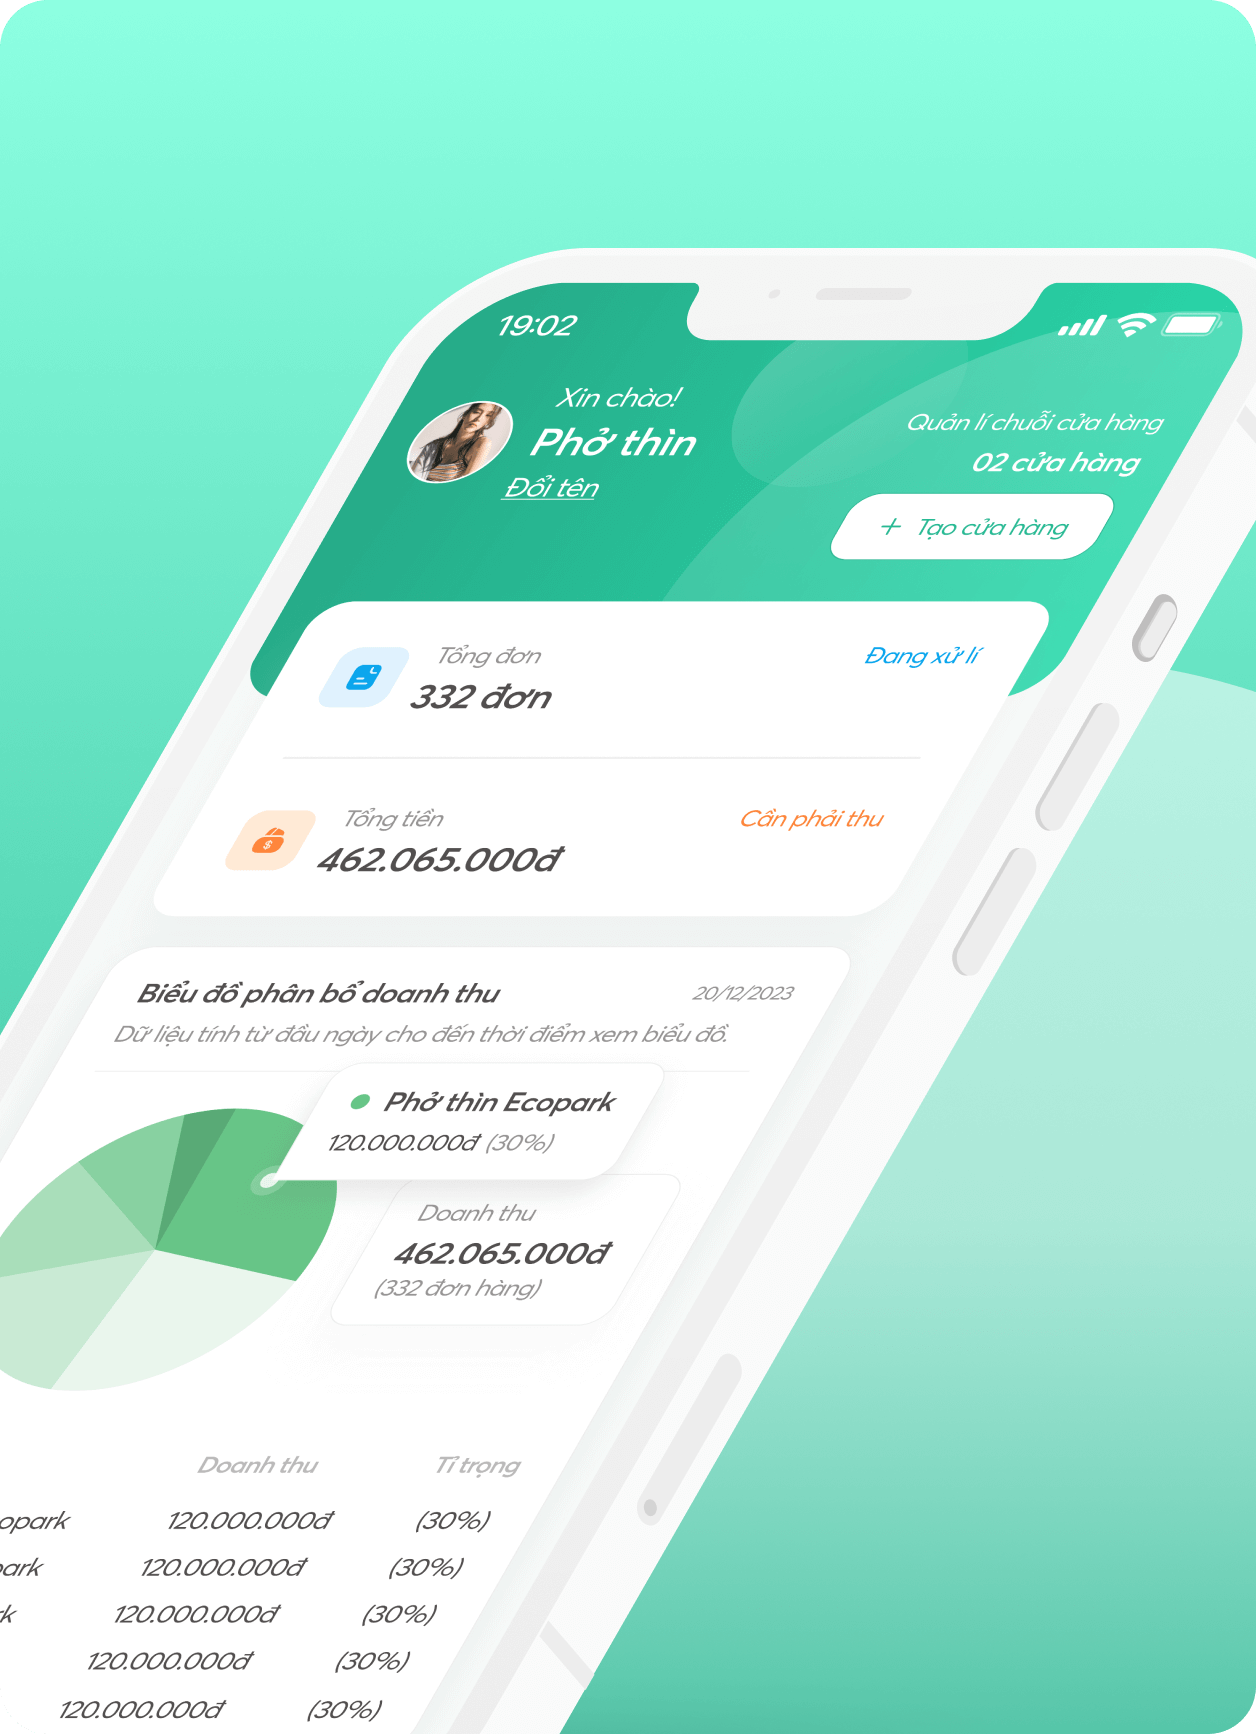 19:02
Xin chào!
Phở thìn
Đổi tên
Quản lí chuỗi cửa hàng
02 cửa hàng
+ Tạo cửa hàng
Tổng đơn
332 đơn
Đang xử lí
Tổng tiền
462.065.000đ
Cần phải thu
Biểu đồ phân bổ doanh thu
20/12/2023
Dữ liệu tính từ đầu ngày cho đến thời điểm xem biểu đồ.
Phở thìn Ecopark
120.000.000đ (30%)
Doanh thu
462.065.000đ
(332 đơn hàng)
Doanh thu Tỉ trọng
opark 120.000.000đ (30%)
ark 120.000.000đ (30%)
rk 120.000.000đ (30%)
120.000.000đ (30%)
120.000.000đ (30%)